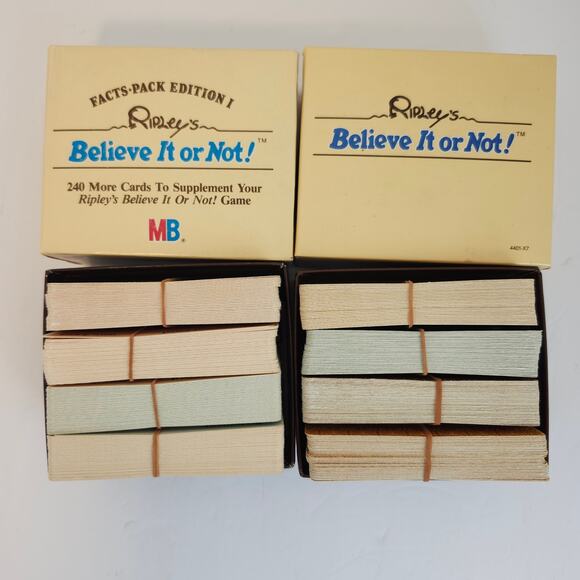 FACTS·PACK EDITION I
Ripley's
Believe It or Not!™
240 More Cards To Supplement Your
Ripley's Believe It Or Not! Game
MB®
Ripley's
Believe It or Not!™
4405-X7